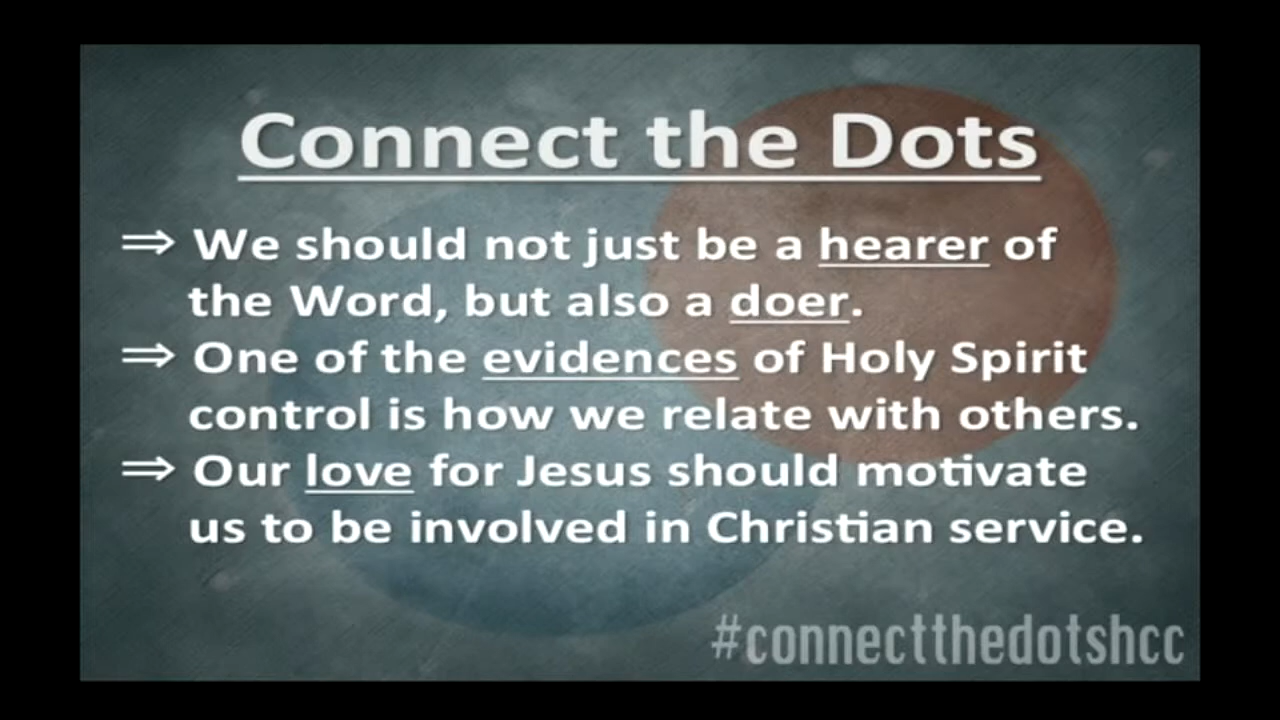 Connect the Dots
⇒ We should not just be a hearer of
the Word, but also a doer.
⇒ One of the evidences of Holy Spirit
control is how we relate with others.
⇒ Our love for Jesus should motivate
us to be involved in Christian service.
#connectthedotshcc